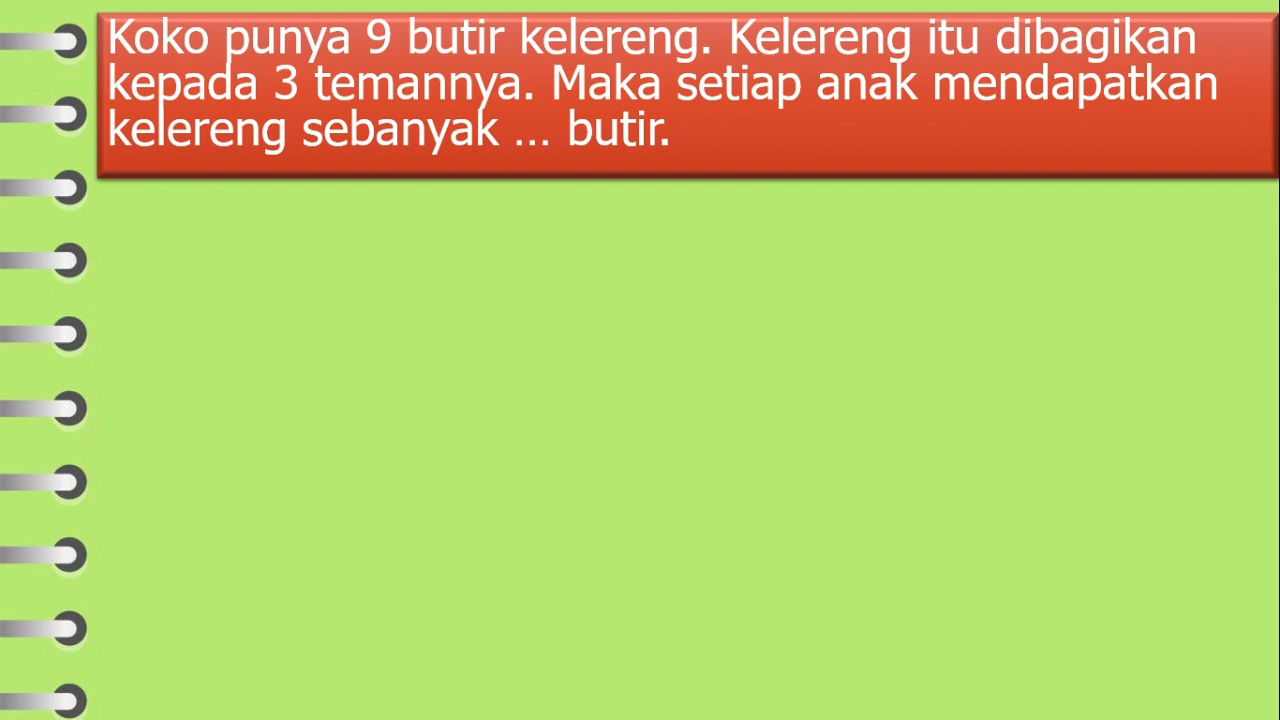 Koko punya 9 butir kelereng. Kelereng itu dibagikan
kepada 3 temannya. Maka setiap anak mendapatkan
kelereng sebanyak ... butir.